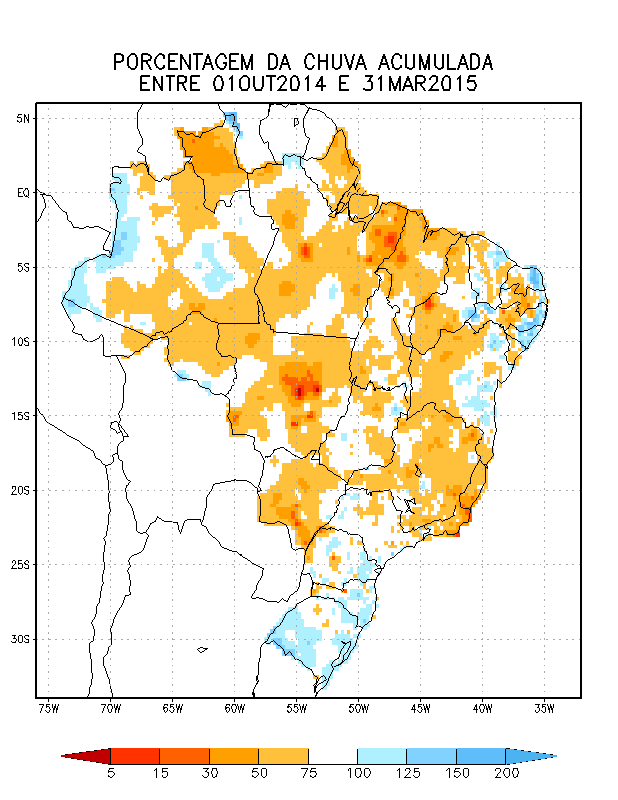 PORCENTAGEM DA CHUVA ACUMULADA
ENTRE 01OUT2014 E 31MAR2015
5N
EQ
5S
10S
15S
20S
25S
30S
75W 70W 65W 60W 55W 50W 45W 40W 35W
5 15 30 50 75 100 125 150 200